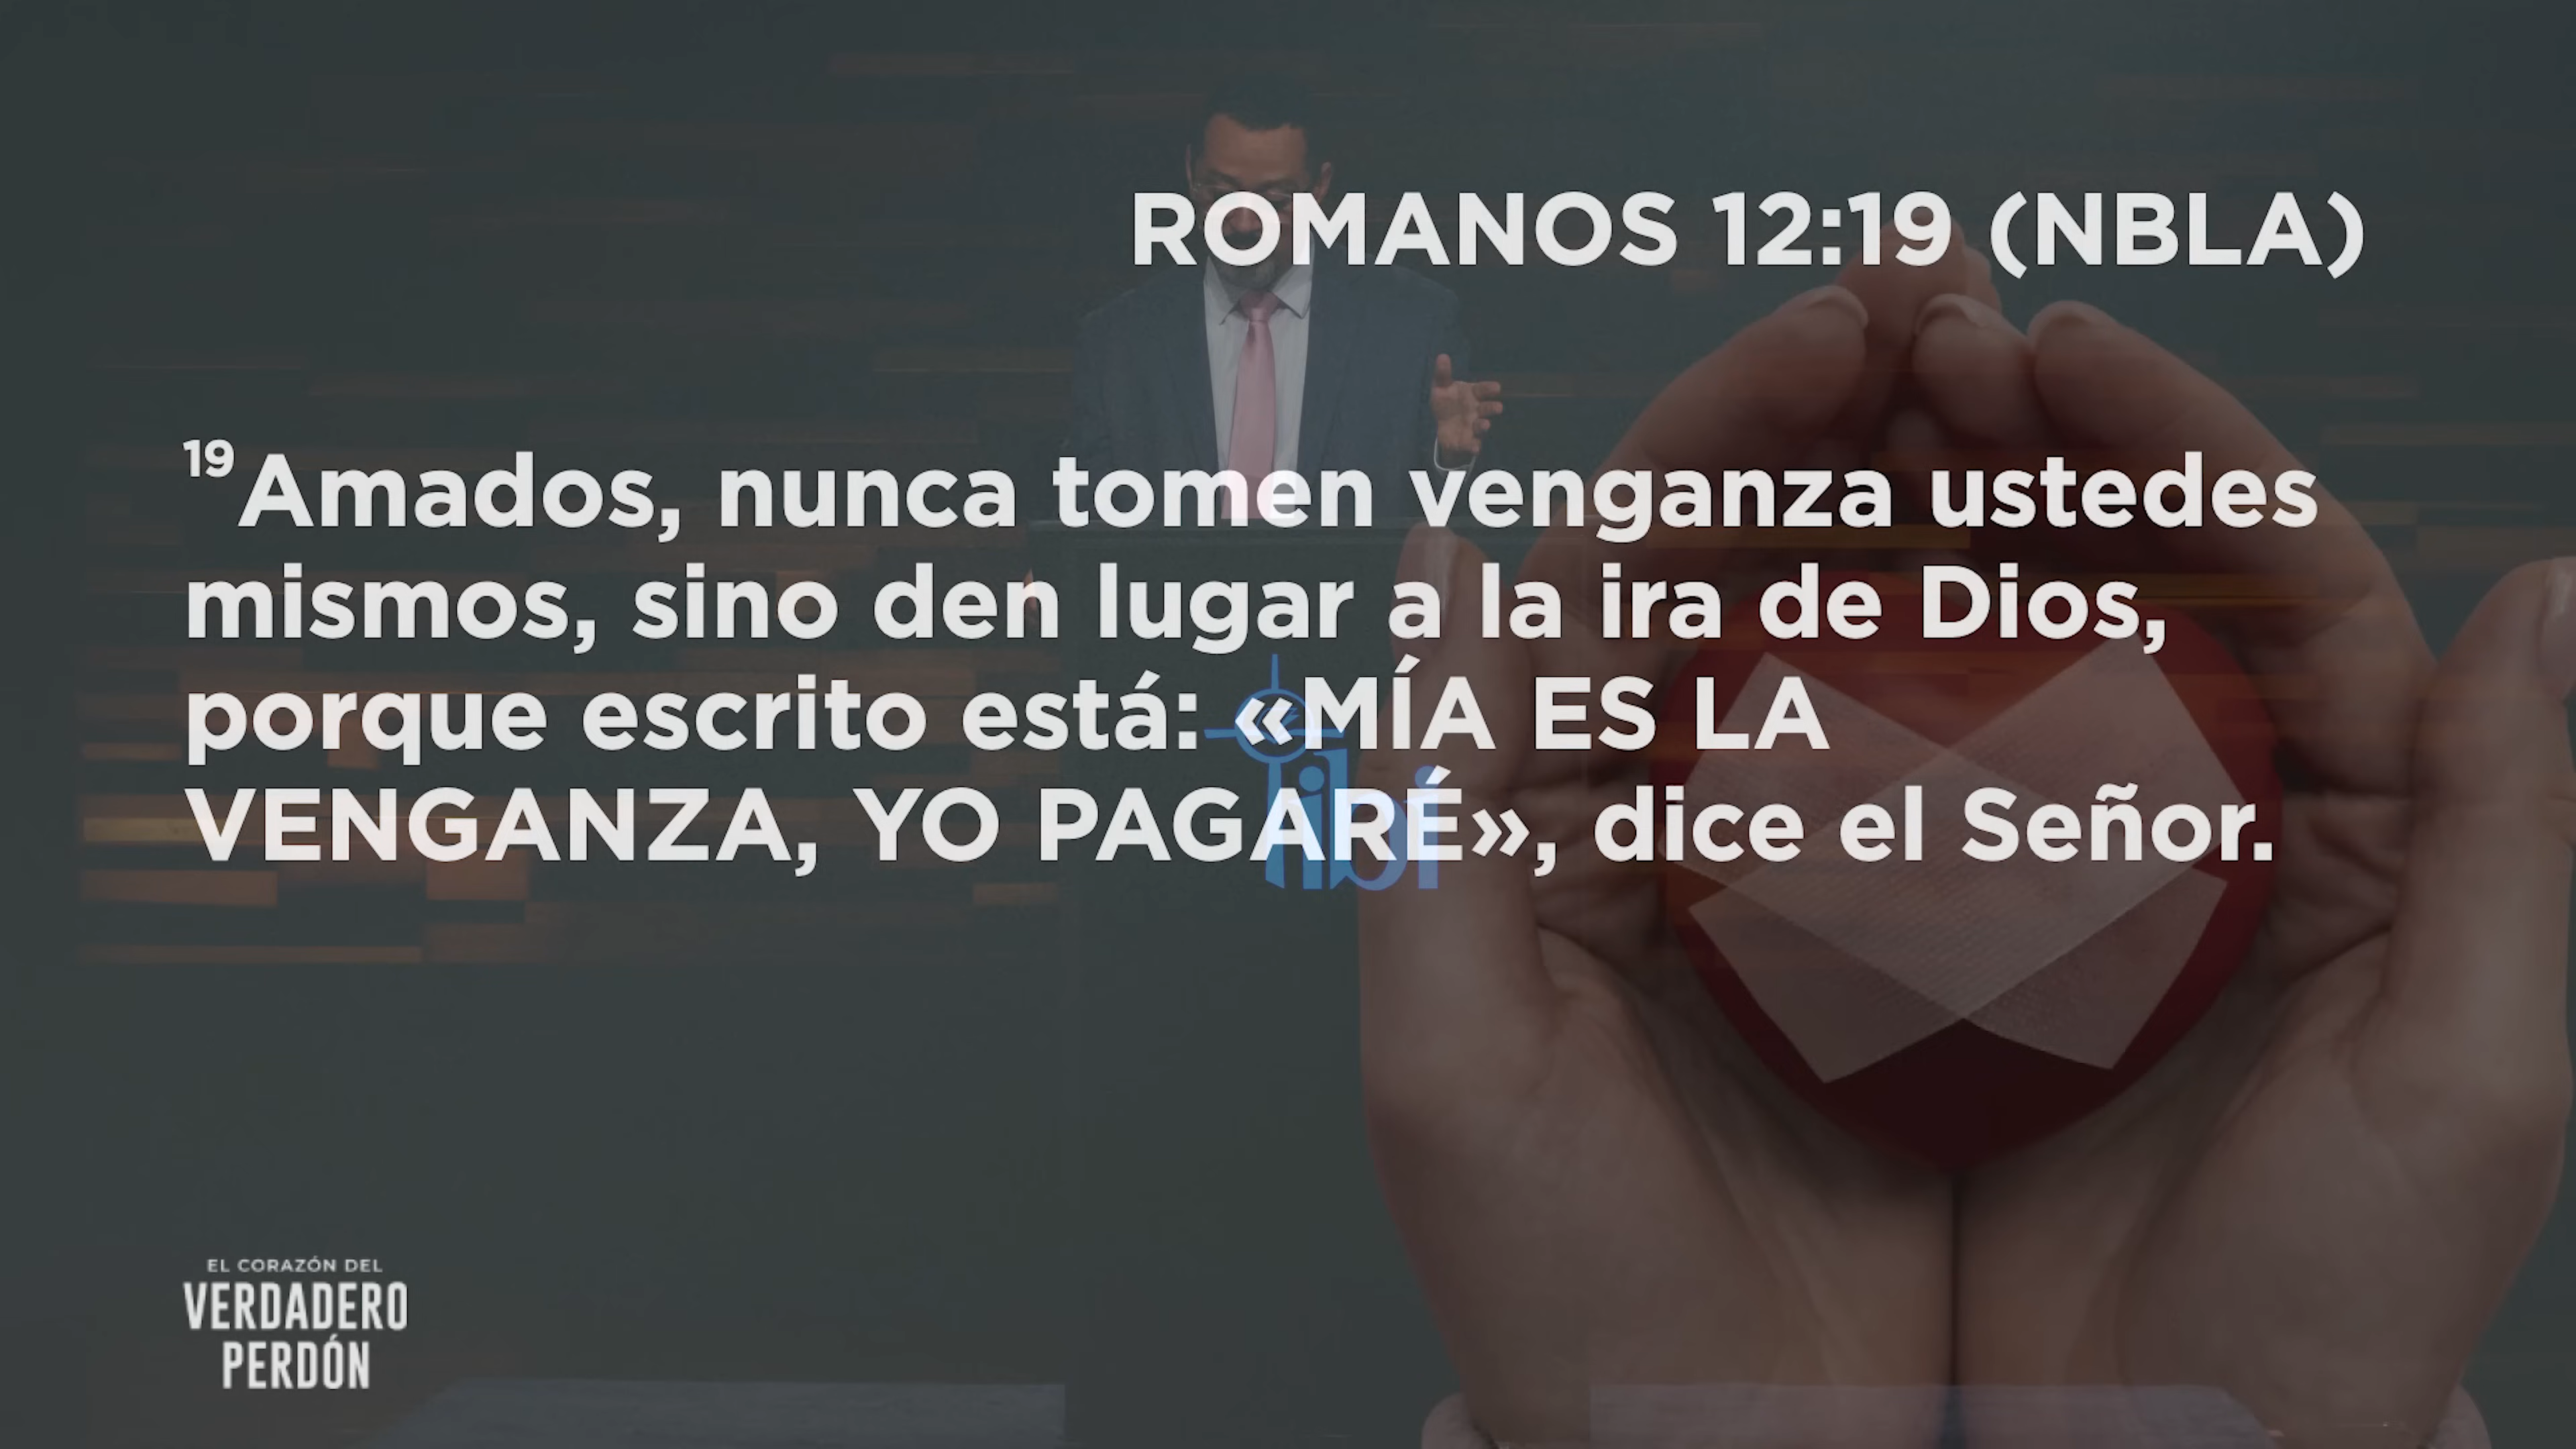 ROMANOS 12:19 (NBLA)
19Amados, nunca tomen venganza ustedes
mismos, sino den lugar a la ira de Dios,
porque escrito está: «MÍA ES LA
VENGANZA, YO PAGARÉ», dice el Señor.
ibi
EL CORAZÓN DEL
VERDADERO
PERDÓN